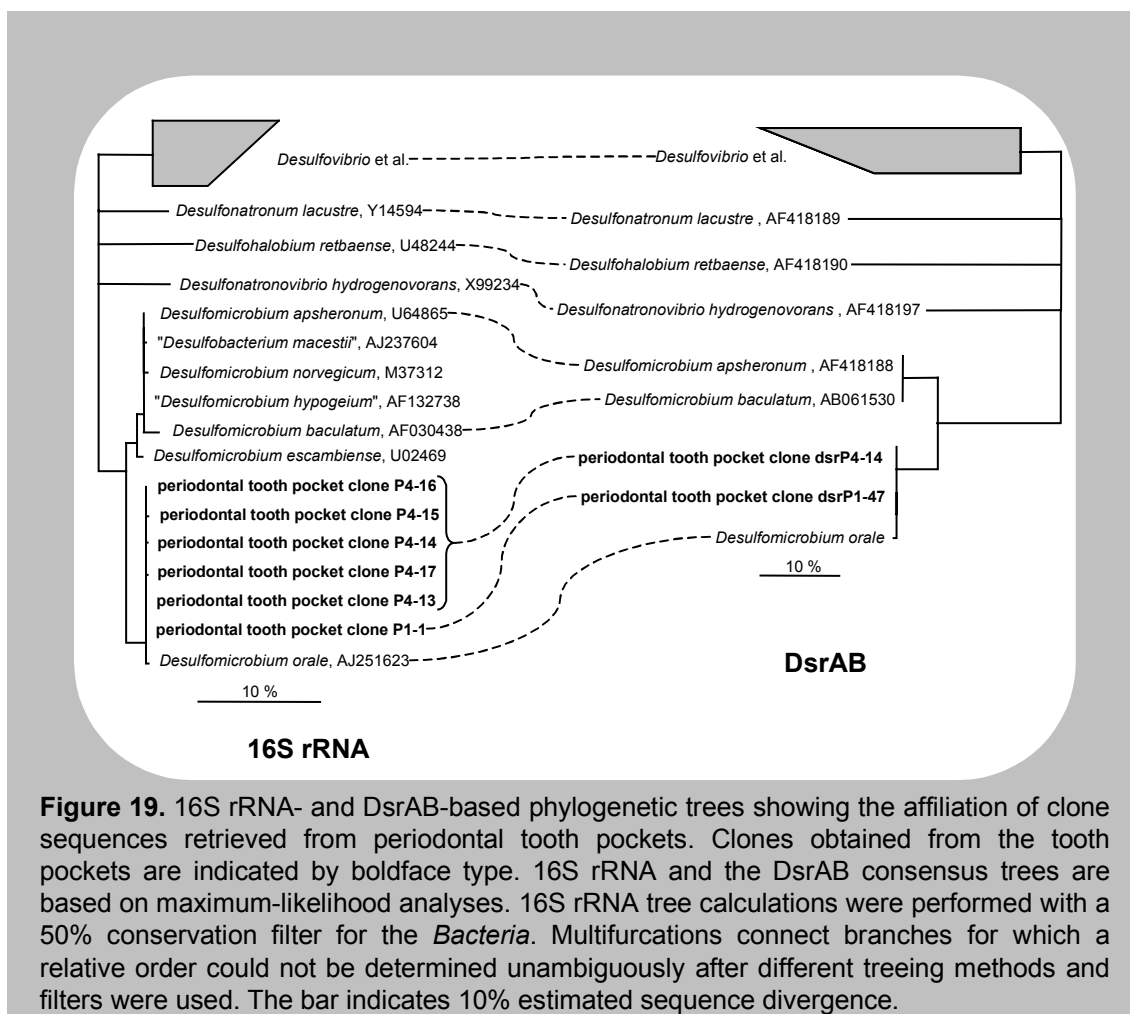 Desulfovibrio et al.
Desulfonatronum lacustre, Y14594
Desulfohalobium retbaense, U48244
Desulfonatronovibrio hydrogenovorans, X99234
Desulfomicrobium apsheronum, U64865
"Desulfobacterium macestii", AJ237604
Desulfomicrobium norvegicum, M37312
"Desulfomicrobium hypogeium", AF132738
Desulfomicrobium baculatum, AF030438
Desulfomicrobium escambiense, U02469
periodontal tooth pocket clone P4-16
periodontal tooth pocket clone P4-15
periodontal tooth pocket clone P4-14
periodontal tooth pocket clone P4-17
periodontal tooth pocket clone P4-13
periodontal tooth pocket clone P1-1
Desulfomicrobium orale, AJ251623
10 %
16S rRNA
Desulfovibrio et al.
Desulfonatronum lacustre , AF418189
Desulfohalobium retbaense, AF418190
Desulfonatronovibrio hydrogenovorans , AF418197
Desulfomicrobium apsheronum , AF418188
Desulfomicrobium baculatum, AB061530
periodontal tooth pocket clone dsrP4-14
periodontal tooth pocket clone dsrP1-47
Desulfomicrobium orale
10 %
DsrAB
Figure 19. 16S rRNA- and DsrAB-based phylogenetic trees showing the affiliation of clone
sequences retrieved from periodontal tooth pockets. Clones obtained from the tooth
pockets are indicated by boldface type. 16S rRNA and the DsrAB consensus trees are
based on maximum-likelihood analyses. 16S rRNA tree calculations were performed with a
50% conservation filter for the Bacteria. Multifurcations connect branches for which a
relative order could not be determined unambiguously after different treeing methods and
filters were used. The bar indicates 10% estimated sequence divergence.